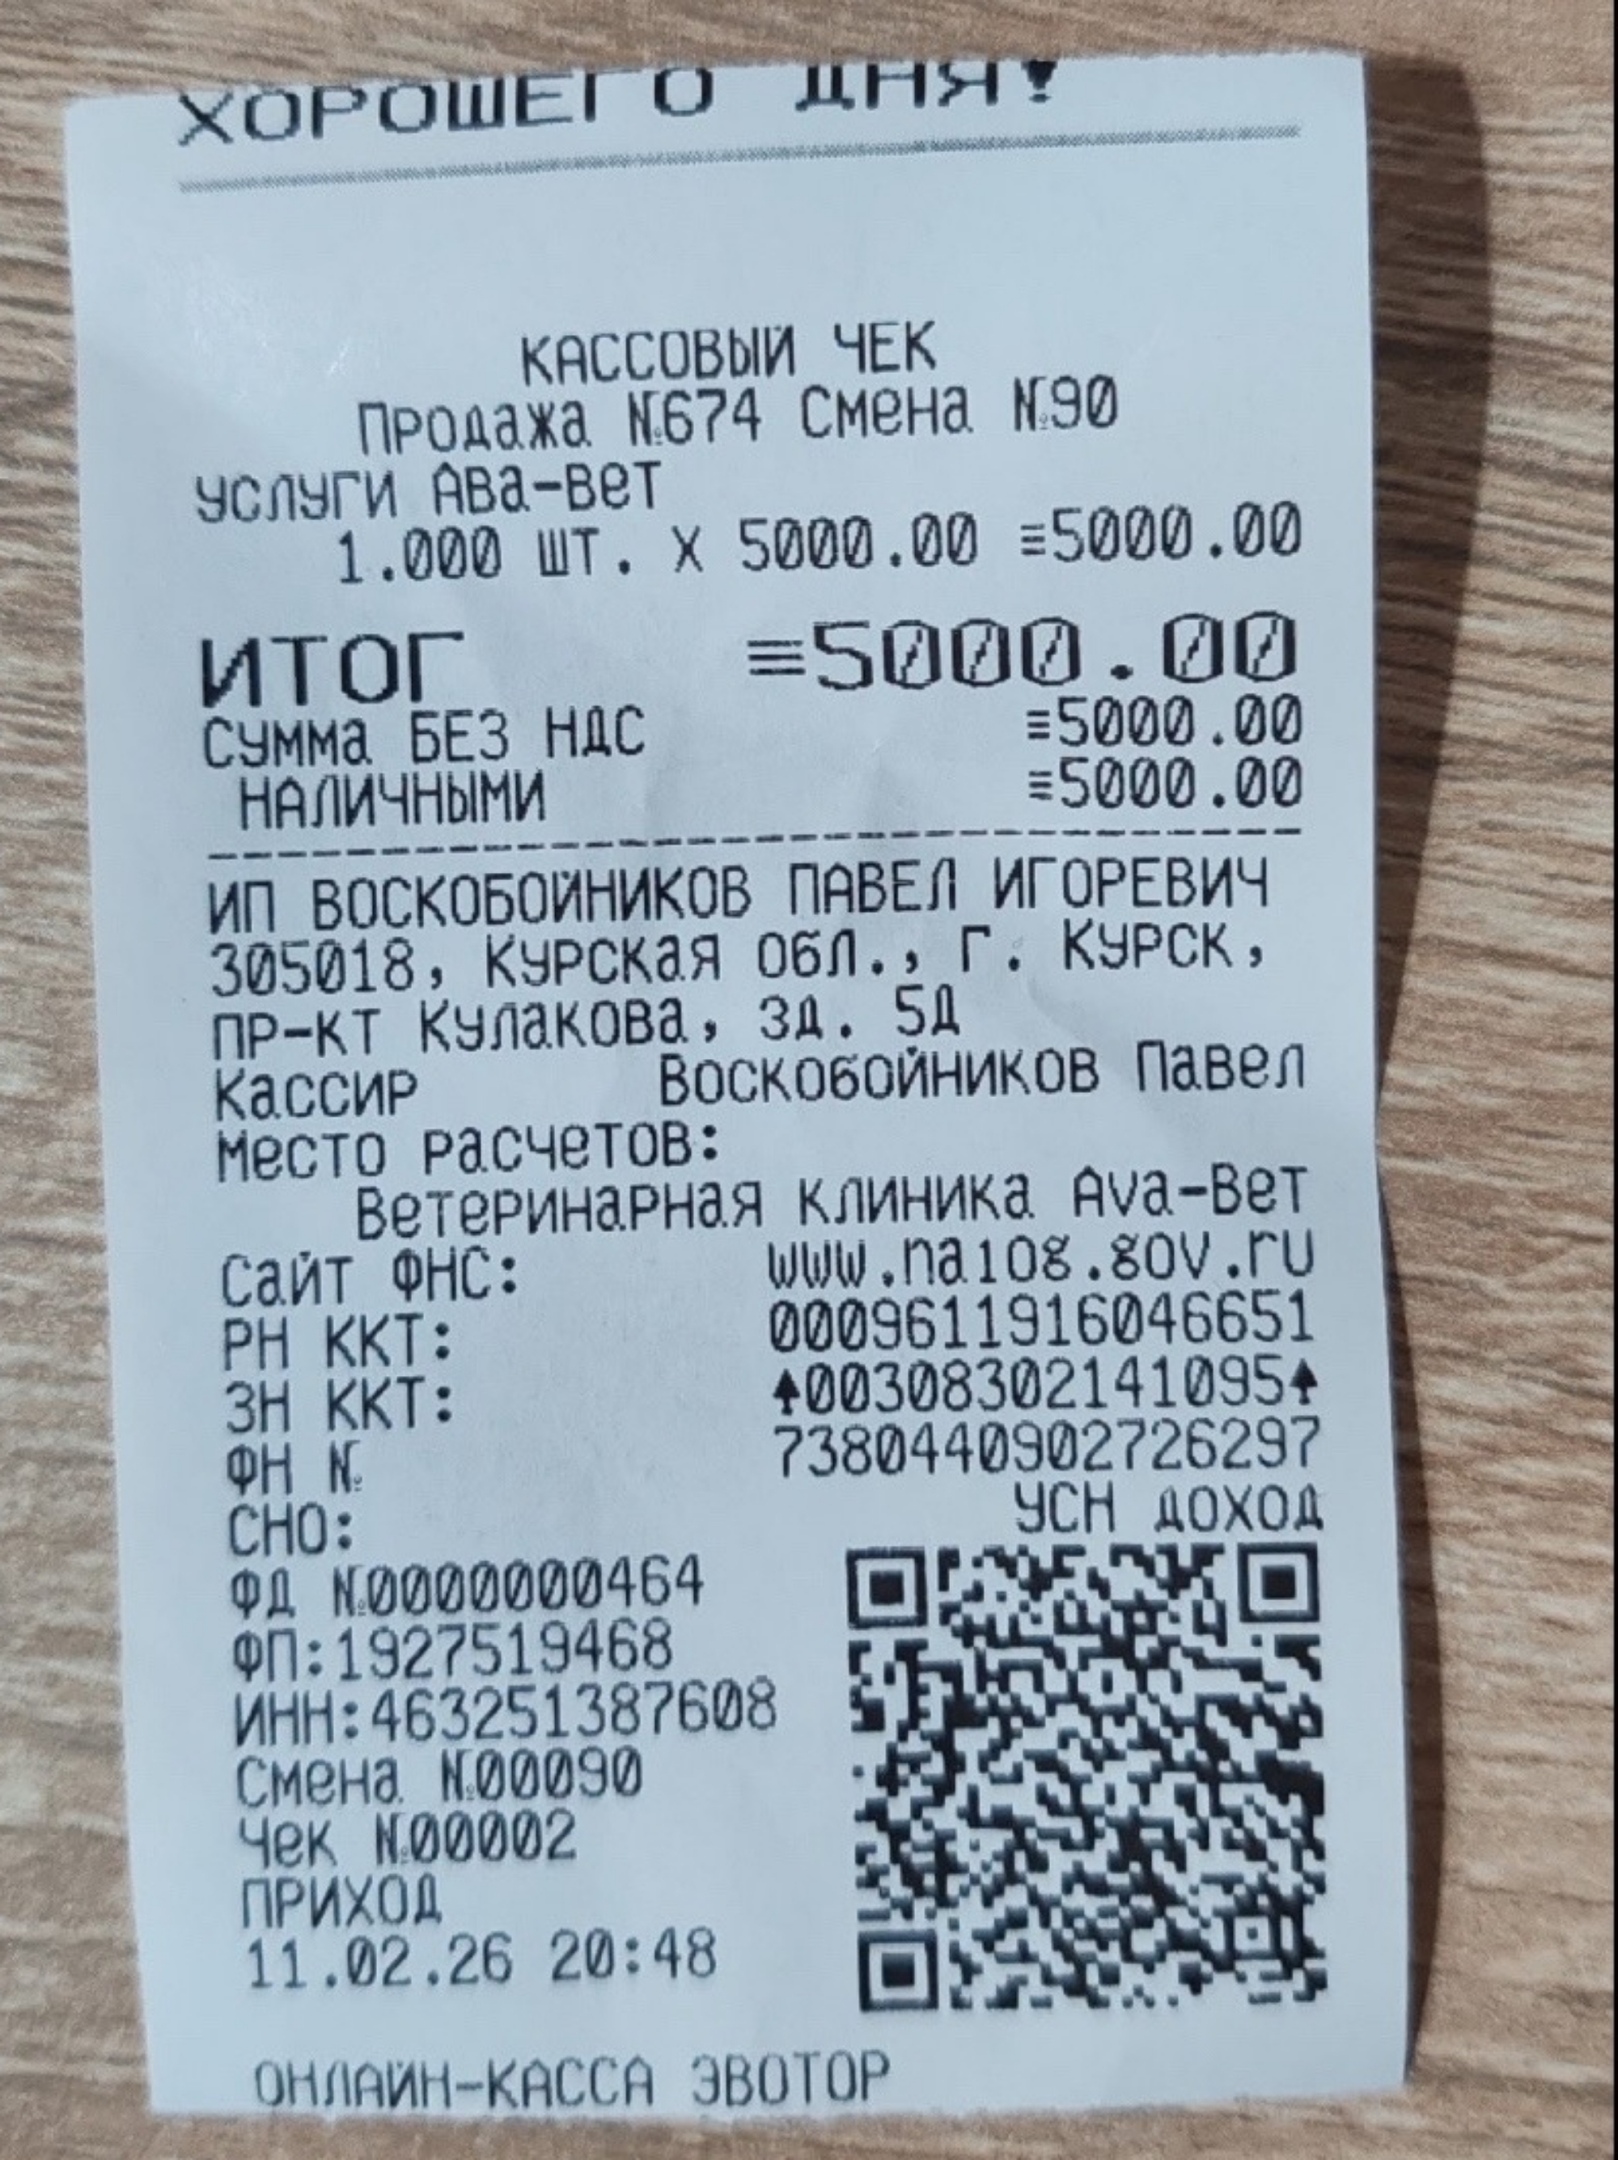 ХОРОШЕГО ДНЯ!
КАССОВЫЙ ЧЕК
Продажа №674 Смена №90
УСЛУГИ Ава-вет
1.000 шт. X 5000.00 ≡5000.00
ИТОГ ≡5000.00
Сумма БЕЗ НДС ≡5000.00
НАЛИЧНЫМИ ≡5000.00
ИП ВОСКОБОЙНИКОВ ПАВЕЛ ИГОРЕВИЧ
305018, Курская обл., г. КУРСК,
пр-кт Кулакова, зд. 5Д
Кассир Воскобойников Павел
Место расчетов:
Ветеринарная клиника Ava-Вет
Сайт ФНС: www.nalog.gov.ru
РН ККТ: 0009611916046651
ЗН ККТ: 🠅00308302141095🠅
ФН № 7380440902726297
СНО: УСН ДОХОД
ФД №0000000464
ФП:1927519468
ИНН:463251387608
Смена №00090
Чек №00002
ПРИХОД
11.02.26 20:48
ОНЛАЙН-КАССА ЭВОТОР